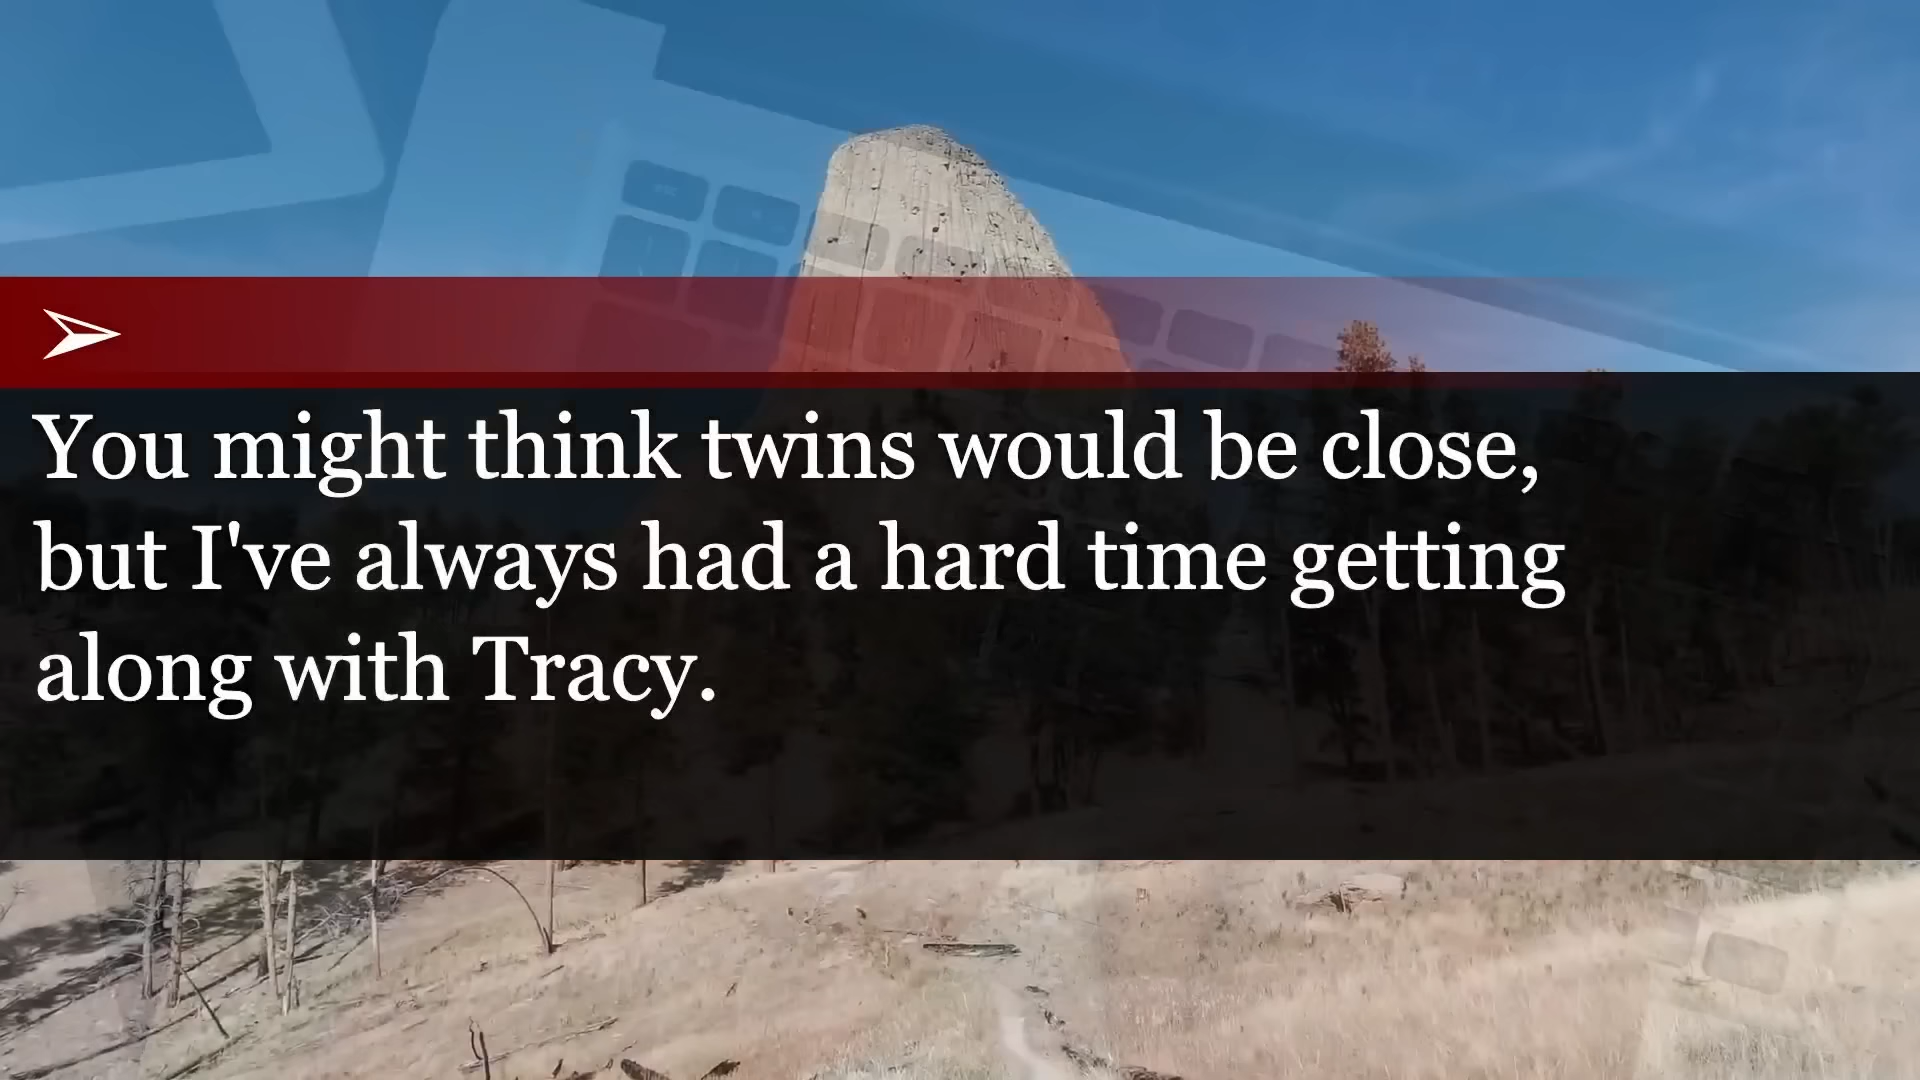 You might think twins would be close,
but I've always had a hard time getting
along with Tracy.